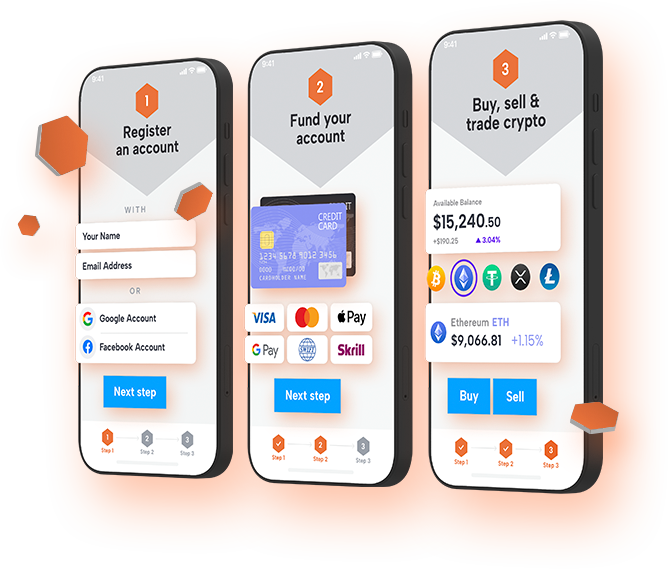 9:41
1
Register
an account
WITH
Your Name
Email Address
OR
Google Account
Facebook Account
Next step
1
2
3
Step 1
Step 2
Step 3
9:41
2
Fund your
account
CREDIT
CARD
1234 5678 9012 3456
0000
CARDHOLDER NAME
VISA
Pay
G Pay
SWIFT
Skrill
Next step
2
3
Step 1
Step 2
Step 3
9:41
3
Buy, sell &
trade crypto
Available Balance
$15,240.50
+$190.25 ▲ 3.04%
Ethereum ETH
$9,066.81 +1.15%
Buy
Sell
3
Step 1
Step 2
Step 3